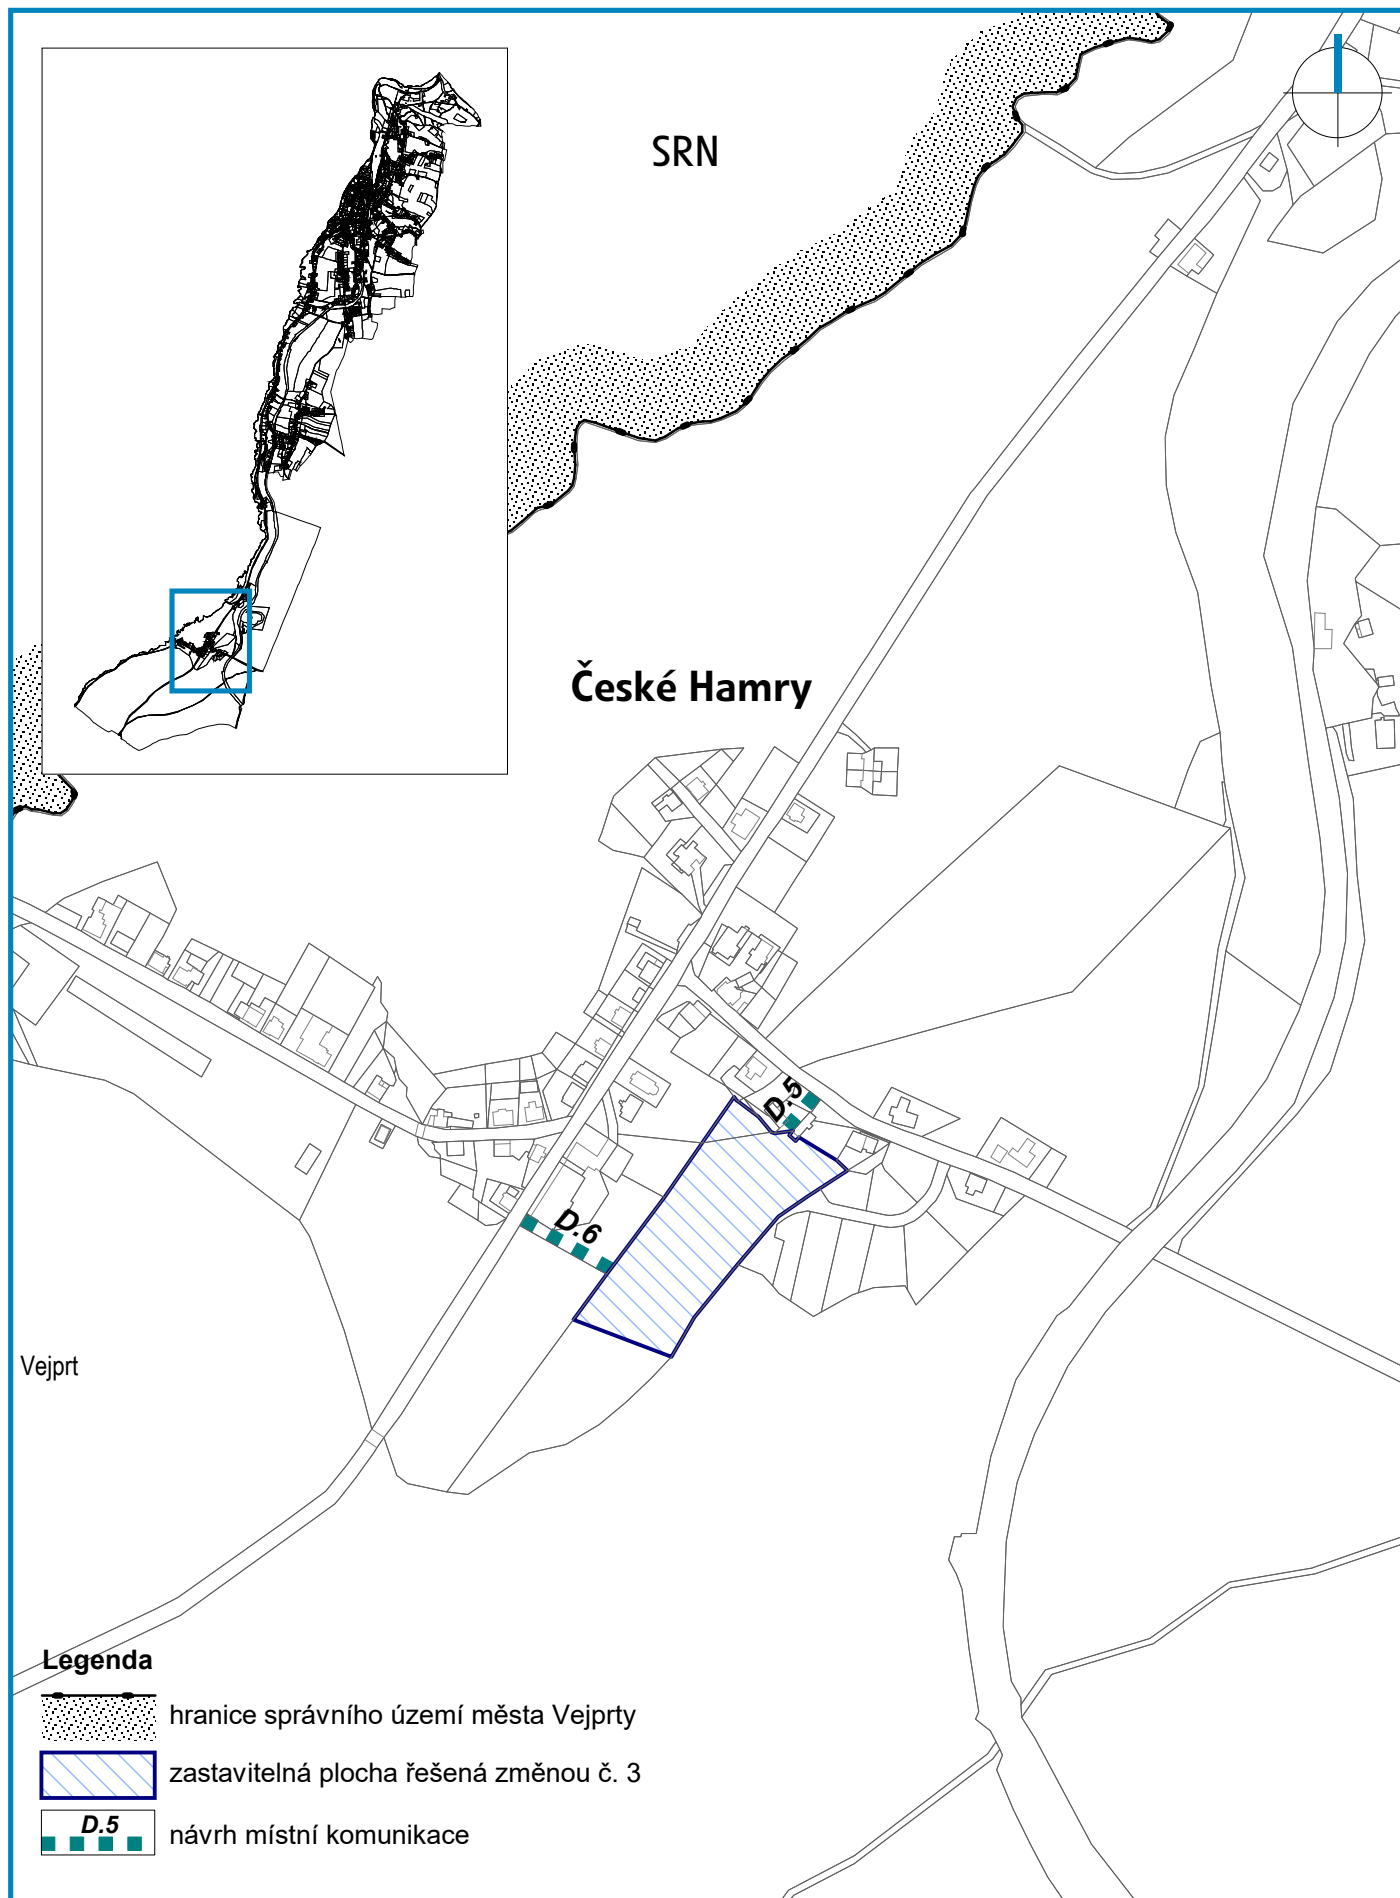 SRN
České Hamry
D.5
D.6
Vejprt
Legenda
hranice správního území města Vejprty
zastavitelná plocha řešená změnou č. 3
D.5
návrh místní komunikace